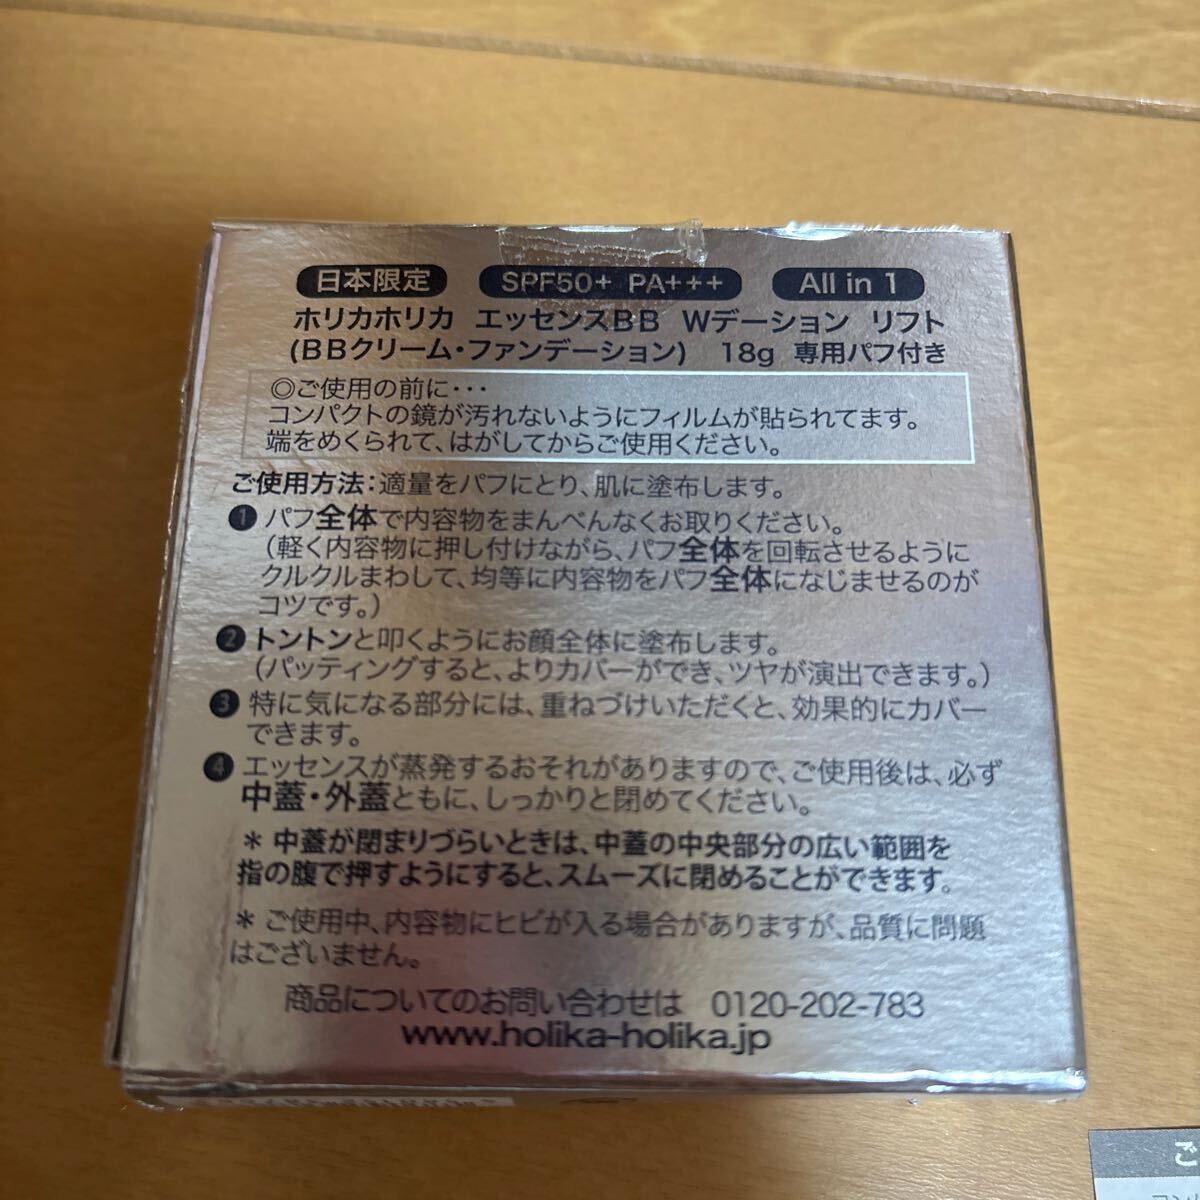 日本限定 SPF50+ PA+++ All in 1
ホリカホリカ エッセンスBB Wデーション リフト
(BBクリーム・ファンデーション) 18g 専用パフ付き
◎ご使用の前に・・・
コンパクトの鏡が汚れないようにフィルムが貼られてます。
端をめくられて、はがしてからご使用ください。
ご使用方法：適量をパフにとり、肌に塗布します。
❶ パフ全体で内容物をまんべんなくお取りください。
(軽く内容物に押し付けながら、パフ全体を回転させるように
クルクルまわして、均等に内容物をパフ全体になじませるのが
コツです。)
❷ トントンと叩くようにお顔全体に塗布します。
(パッティングすると、よりカバーができ、ツヤが演出できます。)
❸ 特に気になる部分には、重ねづけいただくと、効果的にカバー
できます。
❹ エッセンスが蒸発するおそれがありますので、ご使用後は、必ず
中蓋・外蓋ともに、しっかりと閉めてください。
＊ 中蓋が閉まりづらいときは、中蓋の中央部分の広い範囲を
指の腹で押すようにすると、スムーズに閉めることができます。
＊ ご使用中、内容物にヒビが入る場合がありますが、品質に問題
はございません。
商品についてのお問い合わせは 0120-202-783
www.holika-holika.jp
ご